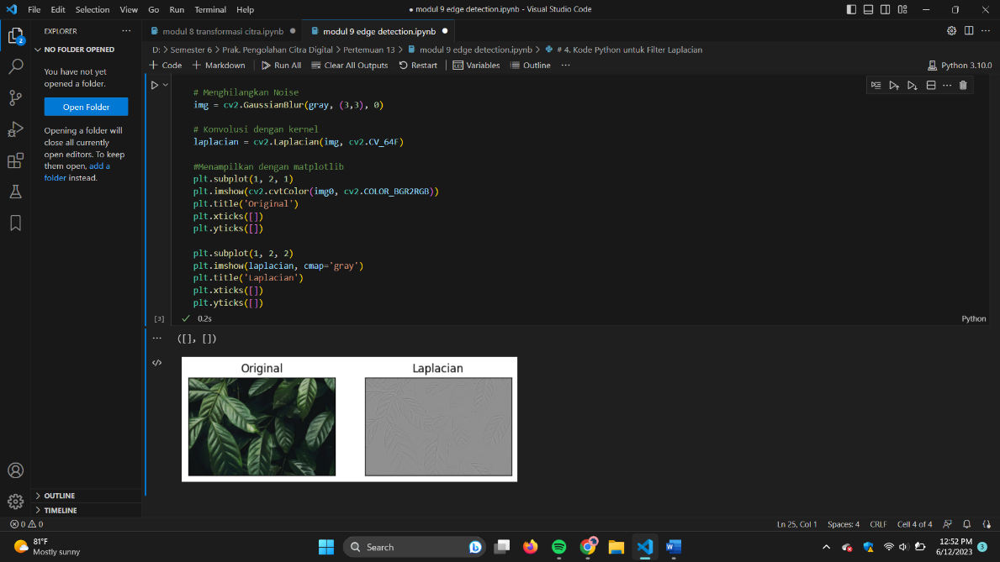 File Edit Selection View Go Run Terminal Help
● modul 9 edge detection.ipynb - Visual Studio Code
EXPLORER
NO FOLDER OPENED
You have not yet
opened a folder.
Open Folder
Opening a folder will
close all currently
open editors. To keep
them open, add a
folder instead.
OUTLINE
TIMELINE
2
modul 8 transformasi citra.ipynb
modul 9 edge detection.ipynb
D: > Semester 6 > Prak. Pengolahan Citra Digital > Pertemuan 13 > modul 9 edge detection.ipynb > # 4. Kode Python untuk Filter Laplacian
+ Code + Markdown Run All Clear All Outputs Restart Variables Outline ··· Python 3.10.0
# Menghilangkan Noise
img = cv2.GaussianBlur(gray, (3,3), 0)
# Konvolusi dengan kernel
laplacian = cv2.Laplacian(img, cv2.CV_64F)
#Menampilkan dengan matplotlib
plt.subplot(1, 2, 1)
plt.imshow(cv2.cvtColor(img0, cv2.COLOR_BGR2RGB))
plt.title('Original')
plt.xticks([])
plt.yticks([])
plt.subplot(1, 2, 2)
plt.imshow(laplacian, cmap='gray')
plt.title('Laplacian')
plt.xticks([])
plt.yticks([])
[3] 0.2s Python
([], [])
Original Laplacian
0 0 Ln 25, Col 1 Spaces: 4 CRLF Cell 4 of 4
81°F
Mostly sunny
Search
12:52 PM
6/12/2023
3